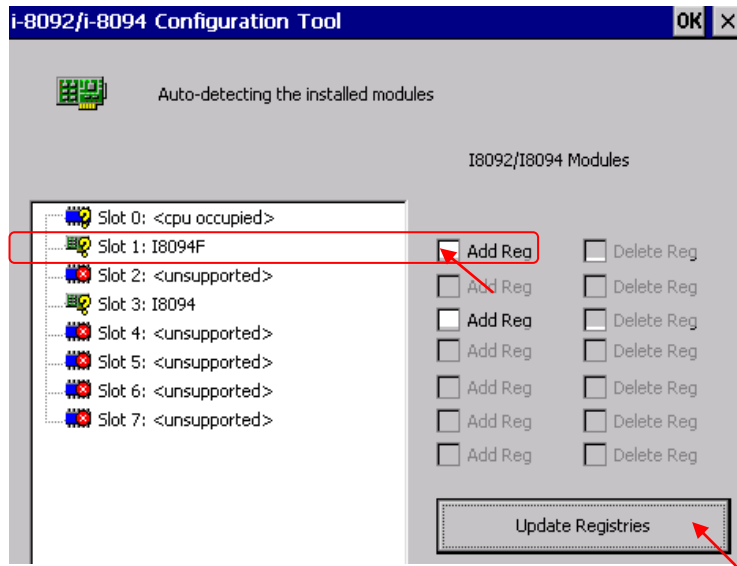 i-8092/i-8094 Configuration Tool OK ×
Auto-detecting the installed modules
I8092/I8094 Modules
Slot 0: <cpu occupied>
Slot 1: I8094F Add Reg Delete Reg
Slot 2: <unsupported> Add Reg Delete Reg
Slot 3: I8094 Add Reg Delete Reg
Slot 4: <unsupported> Add Reg Delete Reg
Slot 5: <unsupported> Add Reg Delete Reg
Slot 6: <unsupported> Add Reg Delete Reg
Slot 7: <unsupported> Add Reg Delete Reg
Update Registries